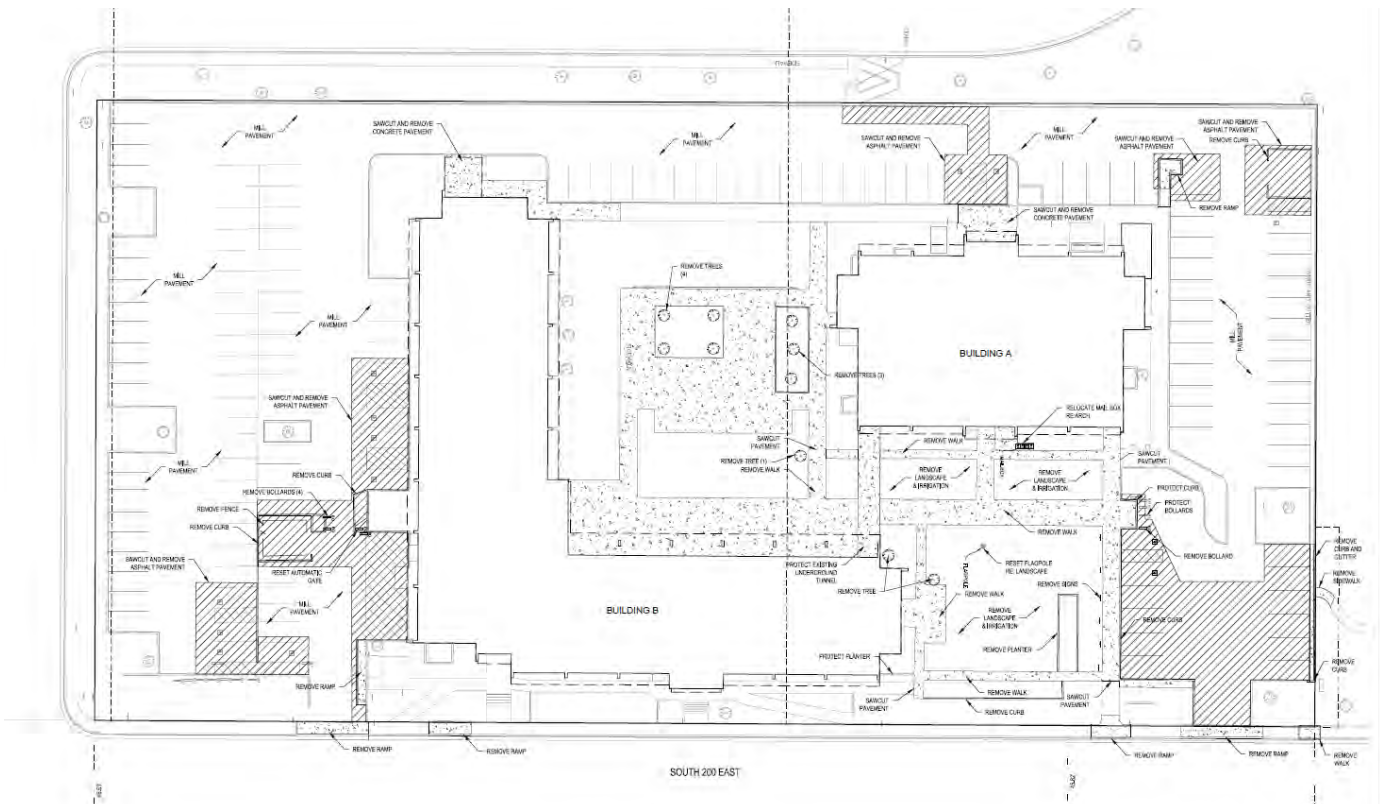 SAWCUT AND REMOVE
CONCRETE PAVEMENT
MILL
PAVEMENT
MILL
PAVEMENT
SAWCUT AND REMOVE
ASPHALT PAVEMENT
MILL
PAVEMENT
SAWCUT AND REMOVE
ASPHALT PAVEMENT
SAWCUT AND REMOVE
ASPHALT PAVEMENT
REMOVE CURB
REMOVE RAMP
SAWCUT AND REMOVE
CONCRETE PAVEMENT
MILL
PAVEMENT
REMOVE TREES
MILL
PAVEMENT
MILL
PAVEMENT
BUILDING A
REMOVE TREES (3)
SAWCUT AND REMOVE
ASPHALT PAVEMENT
RELOCATE MAIL BOX
RE:ARCH
SAWCUT
PAVEMENT
REMOVE WALK
SAWCUT
PAVEMENT
REMOVE TREE (1)
REMOVE WALK
MILL
PAVEMENT
REMOVE CURB
REMOVE BOLLARDS (4)
REMOVE
LANDSCAPE
& IRRIGATION
REMOVE
LANDSCAPE
& IRRIGATION
PROTECT CURB
PROTECT
BOLLARDS
REMOVE FENCE
REMOVE CURB
REMOVE WALK
REMOVE BOLLARD
REMOVE
CURB AND
GUTTER
SAWCUT AND REMOVE
ASPHALT PAVEMENT
RESET AUTOMATIC
GATE
PROTECT EXISTING
UNDERGROUND
TUNNEL
RESET FLAGPOLE
RE: LANDSCAPE
FLAGPOLE
REMOVE SIGNS
REMOVE
SIDEWALK
REMOVE TREE
REMOVE WALK
MILL
PAVEMENT
BUILDING B
REMOVE
LANDSCAPE
& IRRIGATION
REMOVE CURB
REMOVE PLANTER
PROTECT PLANTER
REMOVE
CURB
REMOVE RAMP
REMOVE WALK
SAWCUT
PAVEMENT
SAWCUT
PAVEMENT
REMOVE CURB
REMOVE RAMP
REMOVE RAMP
REMOVE RAMP
REMOVE RAMP
REMOVE
WALK
SOUTH 200 EAST